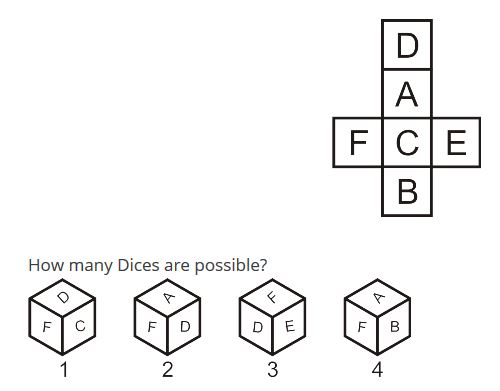 D
A
F C E
B
How many Dices are possible?
D A F A
F C F D D E F B
1 2 3 4